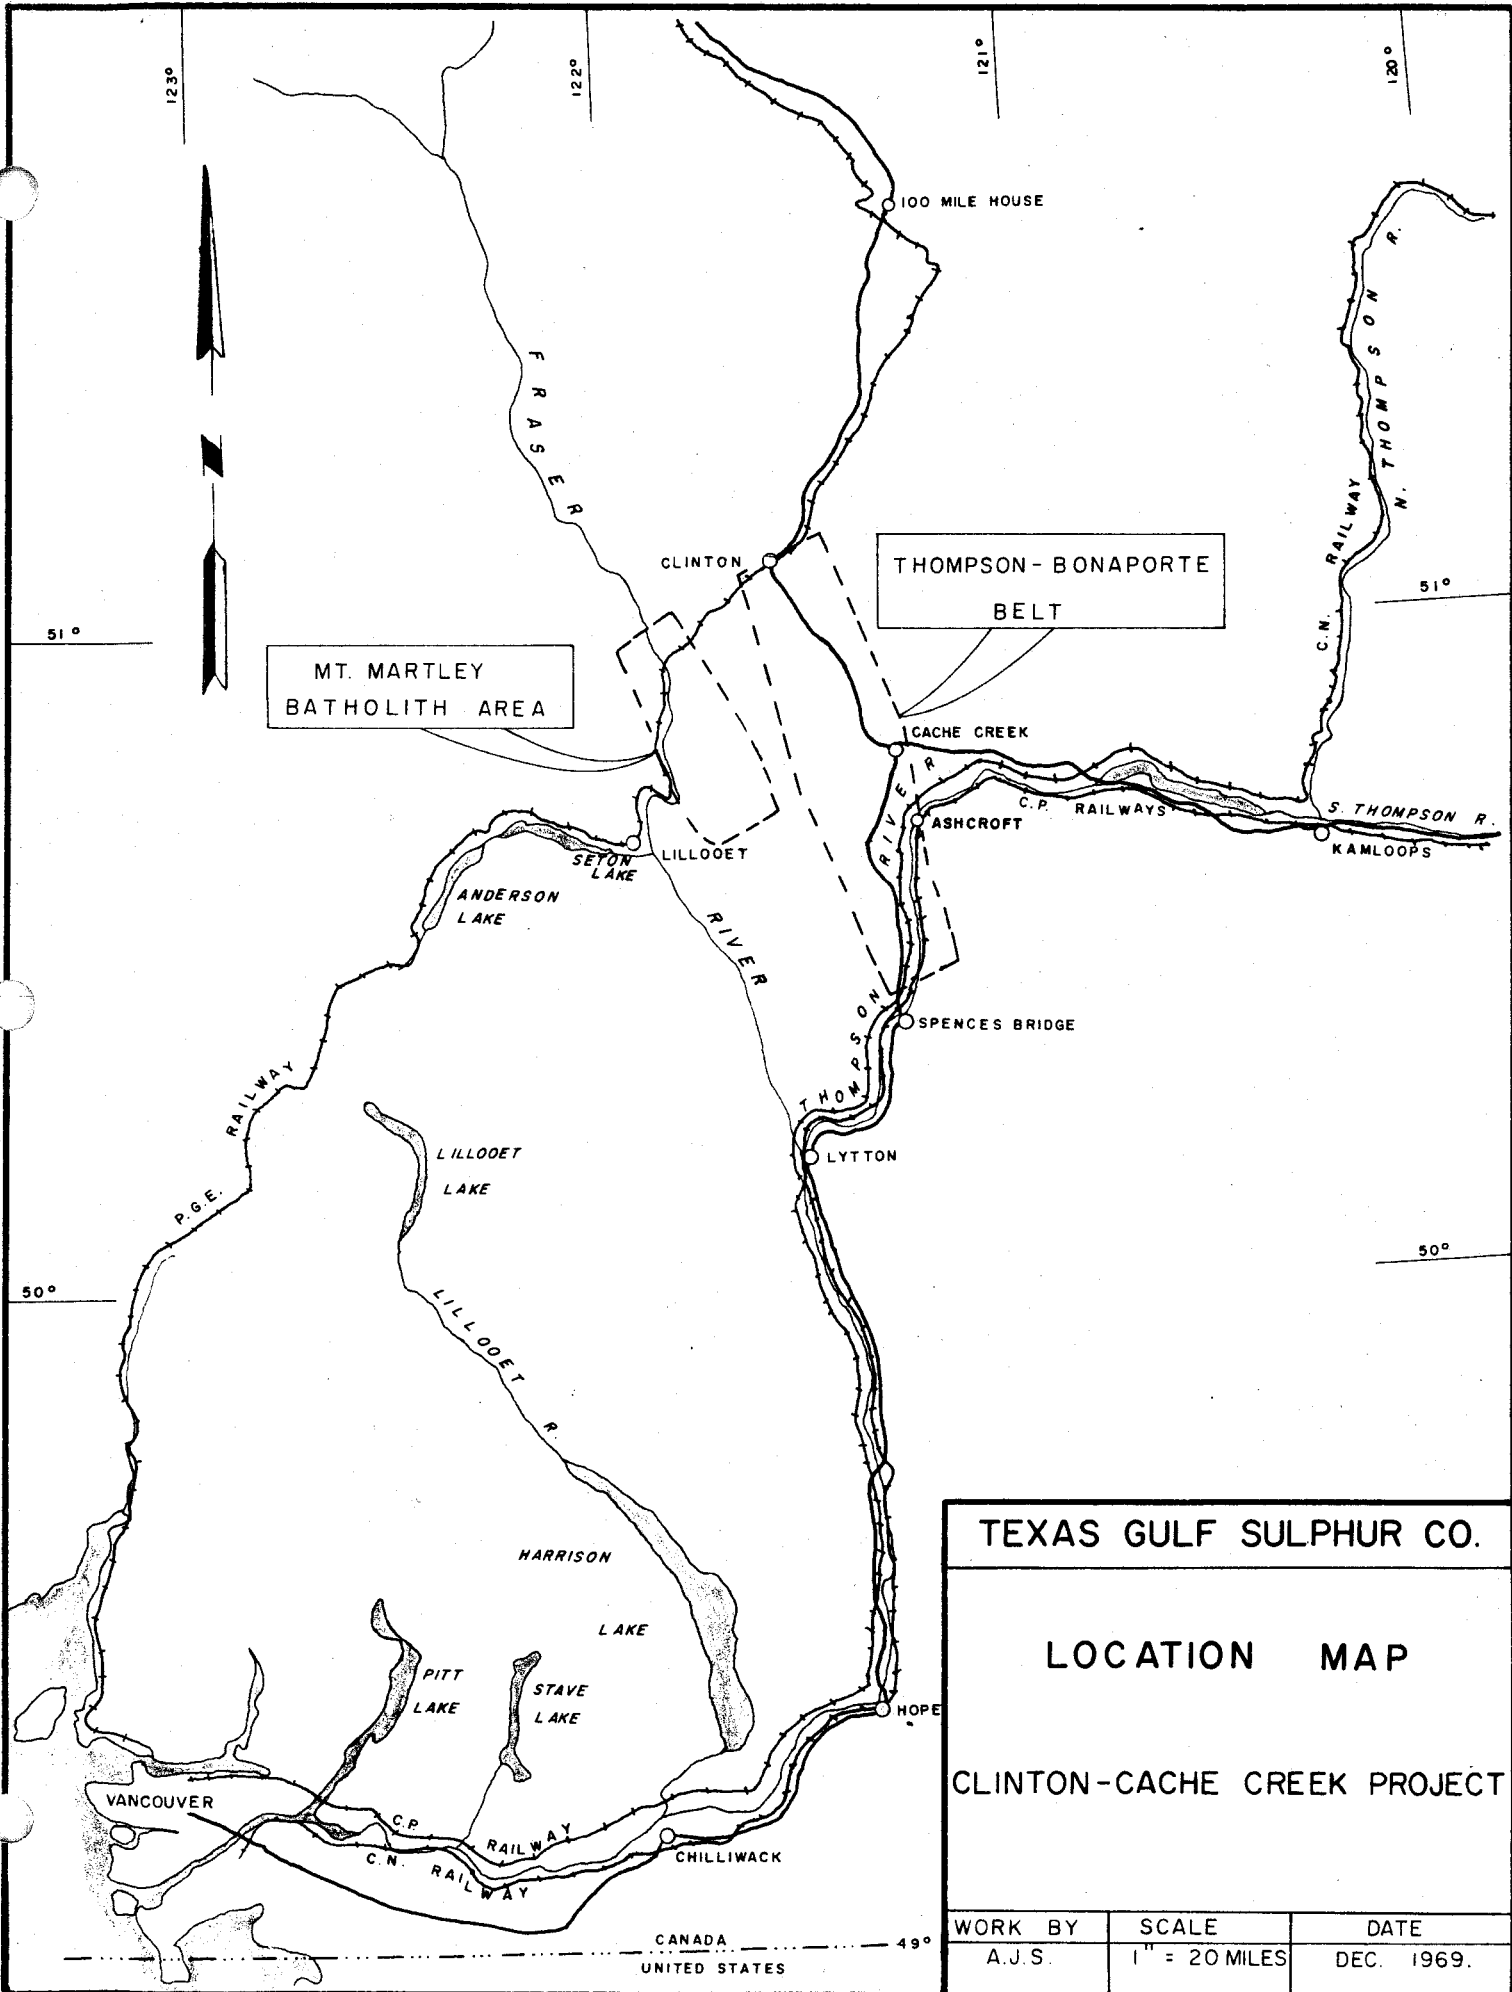 123°
122°
121°
120°
100 MILE HOUSE
N. THOMPSON R.
FRASER
RIVER
CLINTON
THOMPSON-BONAPORTE
BELT
C.N. RAILWAY
51°
51°
MT. MARTLEY
BATHOLITH AREA
CACHE CREEK
C.P. RAILWAYS
S. THOMPSON R.
ASHCROFT
KAMLOOPS
LILLOOET
SETON
LAKE
ANDERSON
LAKE
THOMPSON RIVER
SPENCES BRIDGE
P.G.E. RAILWAY
LYTTON
LILLOOET
LAKE
50°
50°
LILLOOET R.
HARRISON
LAKE
PITT
LAKE
STAVE
LAKE
HOPE
VANCOUVER
C.P. RAILWAY
C.N. RAILWAY
CHILLIWACK
CANADA
49°
UNITED STATES
TEXAS GULF SULPHUR CO.
LOCATION MAP
CLINTON-CACHE CREEK PROJECT
WORK BY
A.J.S.
SCALE
1" = 20 MILES
DATE
DEC. 1969.